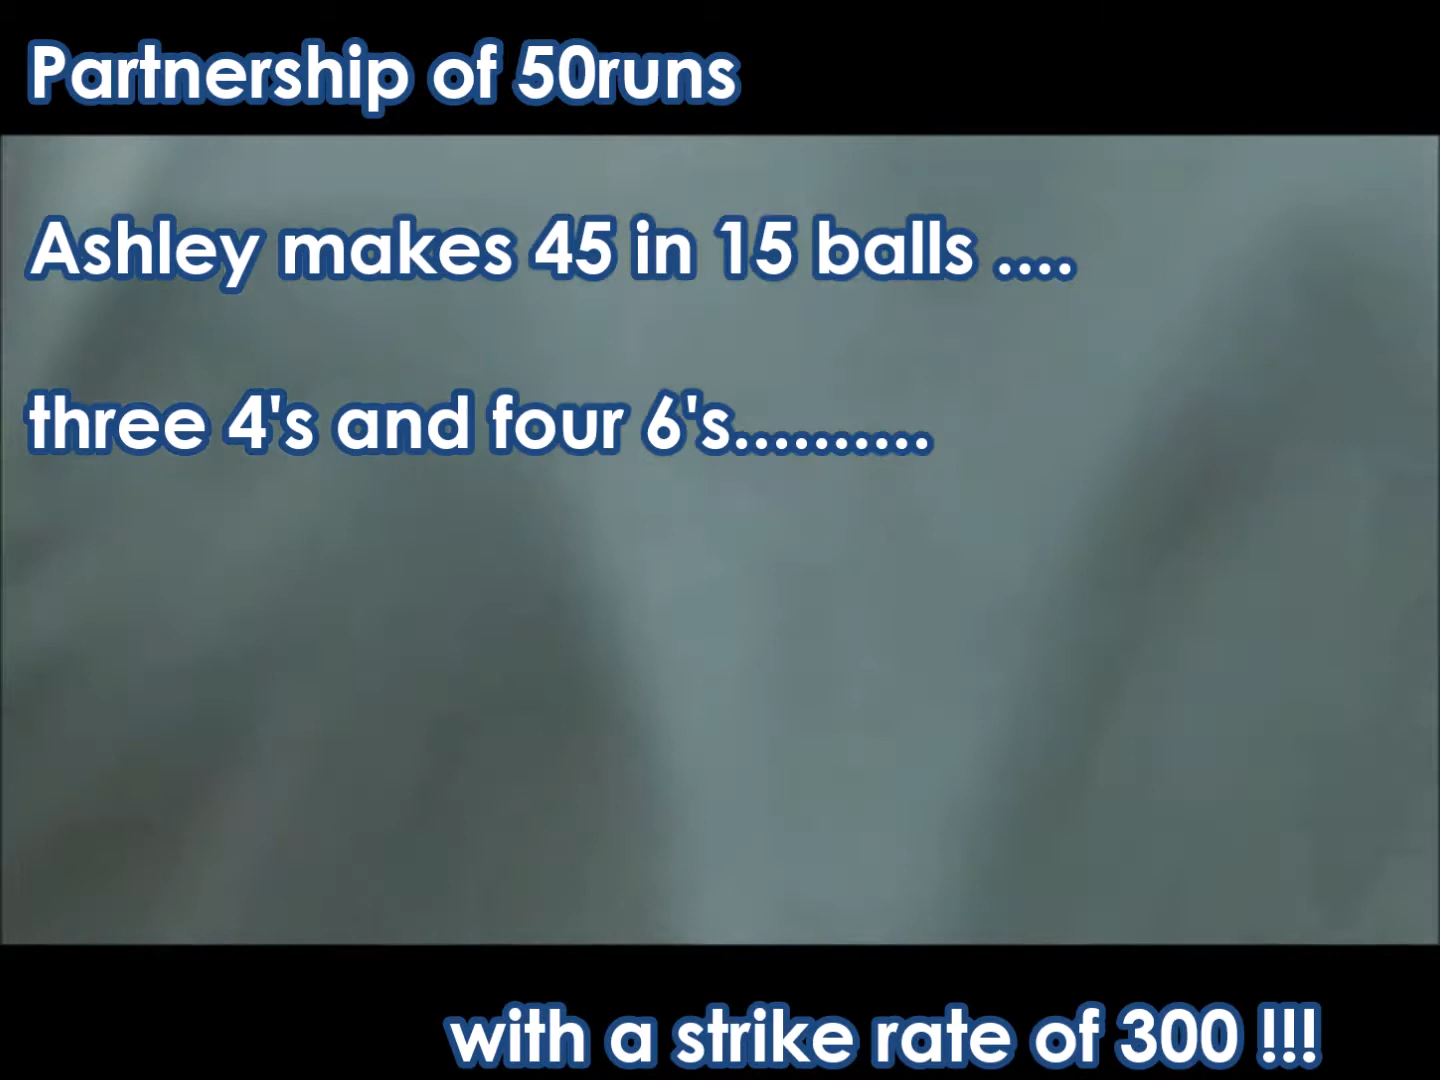 Partnership of 50runs
Ashley makes 45 in 15 balls ....
three 4's and four 6's..........
with a strike rate of 300 !!!